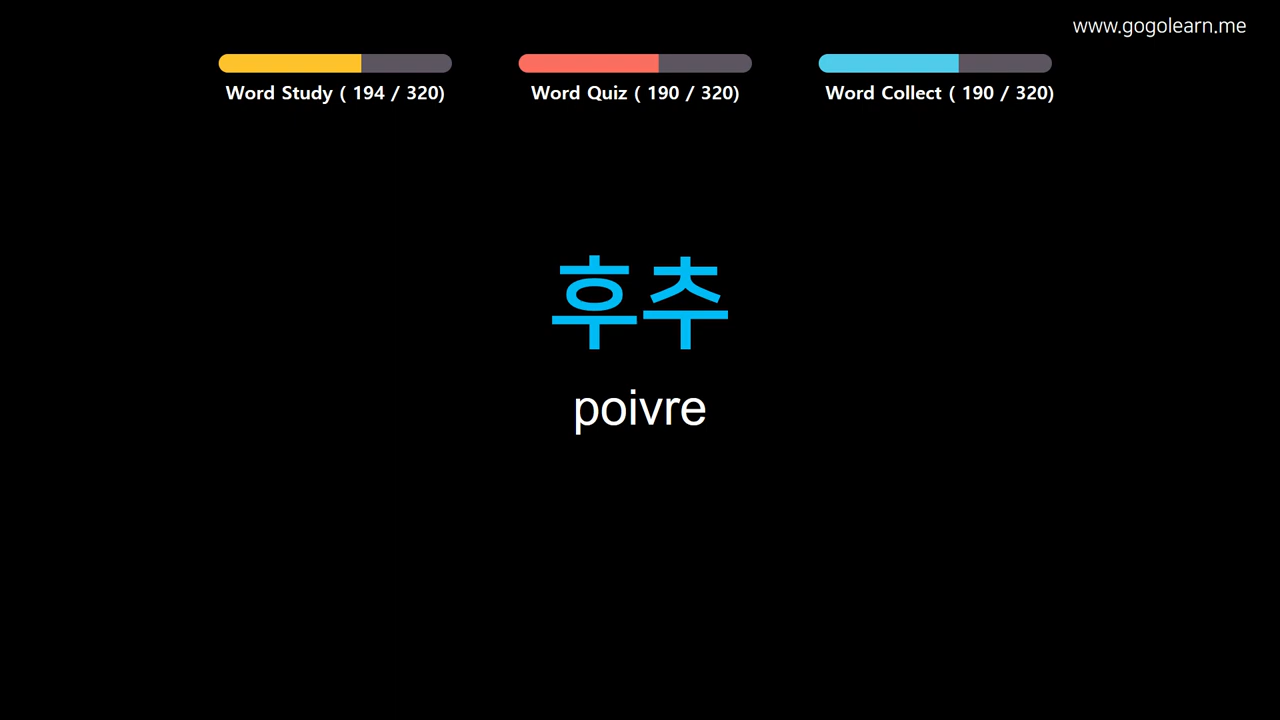 www.gogolearn.me
Word Study ( 194 / 320)
Word Quiz ( 190 / 320)
Word Collect ( 190 / 320)
후추
poivre